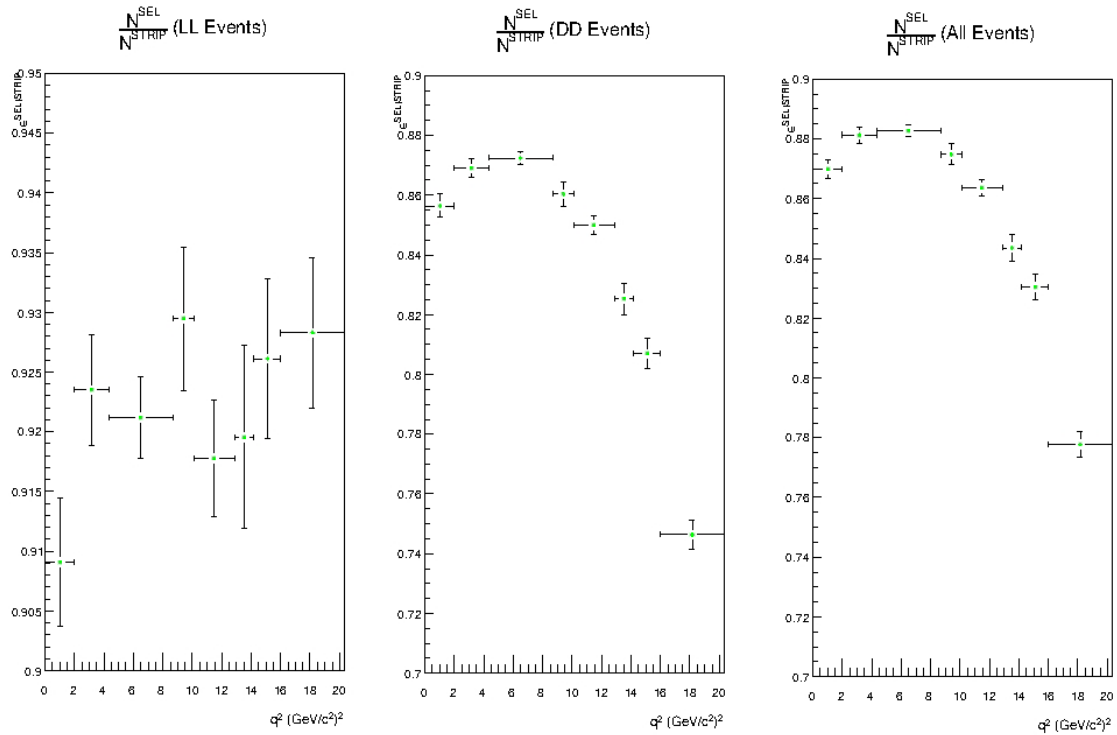 N^SEL
N^STRIP (LL Events)
ε^SEL|STRIP
0.95
0.945
0.94
0.935
0.93
0.925
0.92
0.915
0.91
0.905
0.9
0 2 4 6 8 10 12 14 16 18 20
q² (GeV/c²)²
N^SEL
N^STRIP (DD Events)
ε^SEL|STRIP
0.9
0.88
0.86
0.84
0.82
0.8
0.78
0.76
0.74
0.72
0.7
0 2 4 6 8 10 12 14 16 18 20
q² (GeV/c²)²
N^SEL
N^STRIP (All Events)
ε^SEL|STRIP
0.9
0.88
0.86
0.84
0.82
0.8
0.78
0.76
0.74
0.72
0.7
0 2 4 6 8 10 12 14 16 18 20
q² (GeV/c²)²